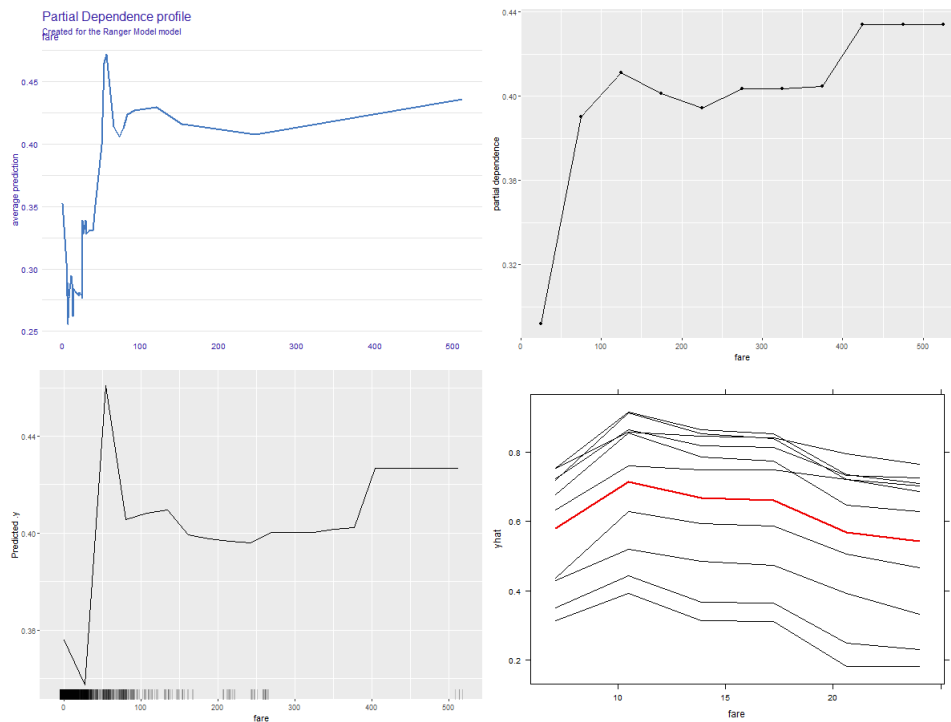 Partial Dependence profile
Created for the Ranger Model model
fare
0.45
0.40
0.35
0.30
0.25
average prediction
0 100 200 300 400 500
0.44
0.40
0.36
0.32
partial dependence
0 100 200 300 400 500
fare
0.44
0.40
0.36
Predicted .y
0 100 200 300 400 500
fare
0.8
0.6
0.4
0.2
yhat
10 15 20
fare